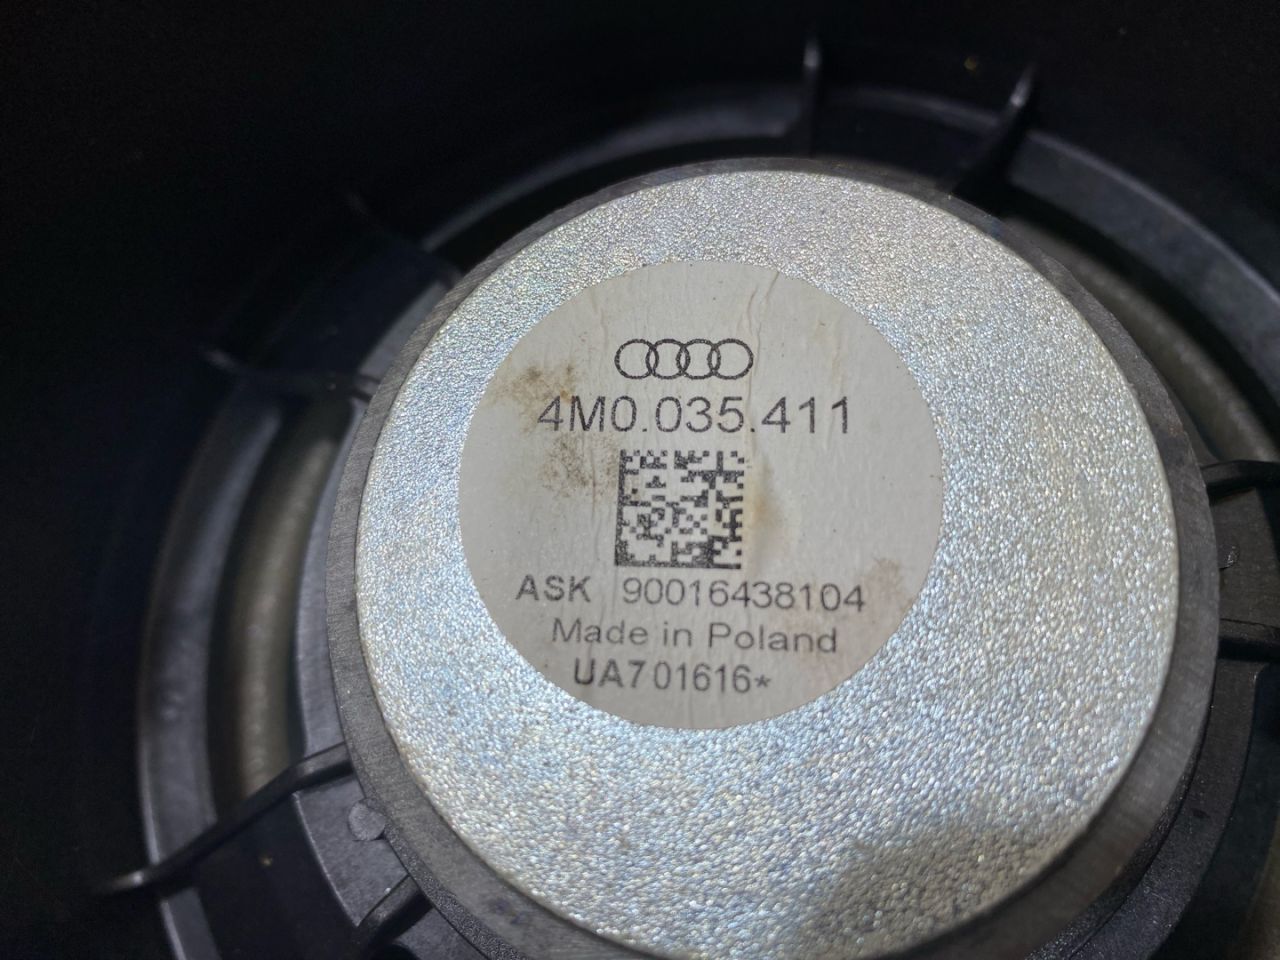 4M0.035.411
ASK 90016438104
Made in Poland
UA701616*